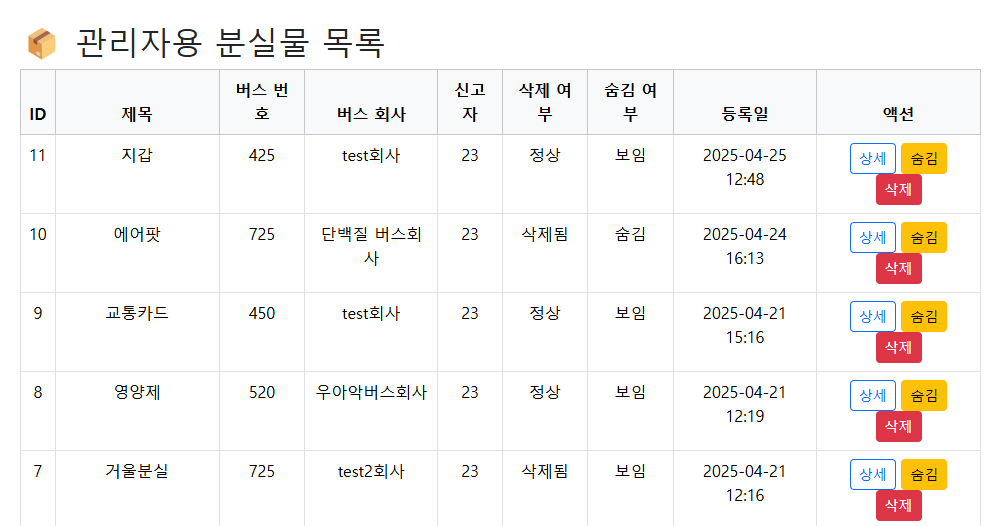 📦 관리자용 분실물 목록
ID 제목 버스 번호 버스 회사 신고자 삭제 여부 숨김 여부 등록일 액션
11 지갑 425 test회사 23 정상 보임 2025-04-25 12:48 상세 숨김 삭제
10 에어팟 725 단백질 버스회사 23 삭제됨 숨김 2025-04-24 16:13 상세 숨김 삭제
9 교통카드 450 test회사 23 정상 보임 2025-04-21 15:16 상세 숨김 삭제
8 영양제 520 우아악버스회사 23 정상 보임 2025-04-21 12:19 상세 숨김 삭제
7 거울분실 725 test2회사 23 삭제됨 보임 2025-04-21 12:16 상세 숨김 삭제